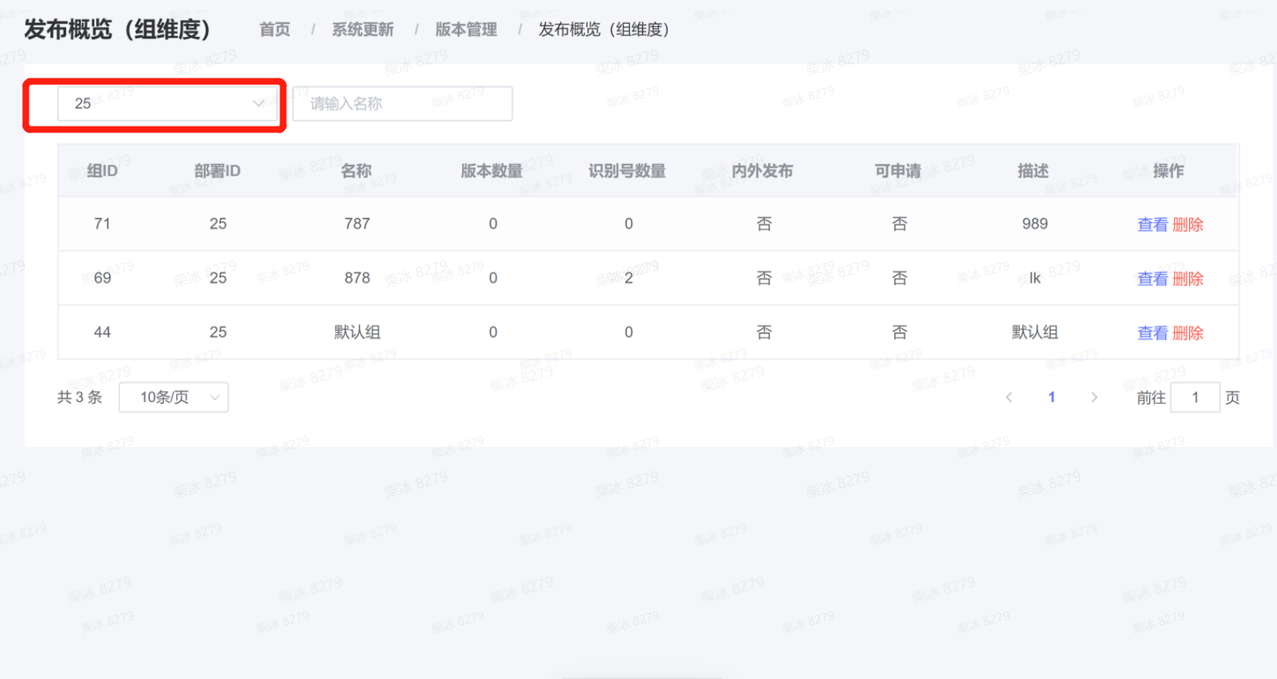 发布概览（组维度） 首页 / 系统更新 / 版本管理 / 发布概览（组维度）
25 请输入名称
组ID 部署ID 名称 版本数量 识别号数量 内外发布 可申请 描述 操作
71 25 787 0 0 否 否 989 查看 删除
69 25 878 0 2 否 否 lk 查看 删除
44 25 默认组 0 0 否 否 默认组 查看 删除
共 3 条 10条/页 1 前往 1 页
柴冰 8279